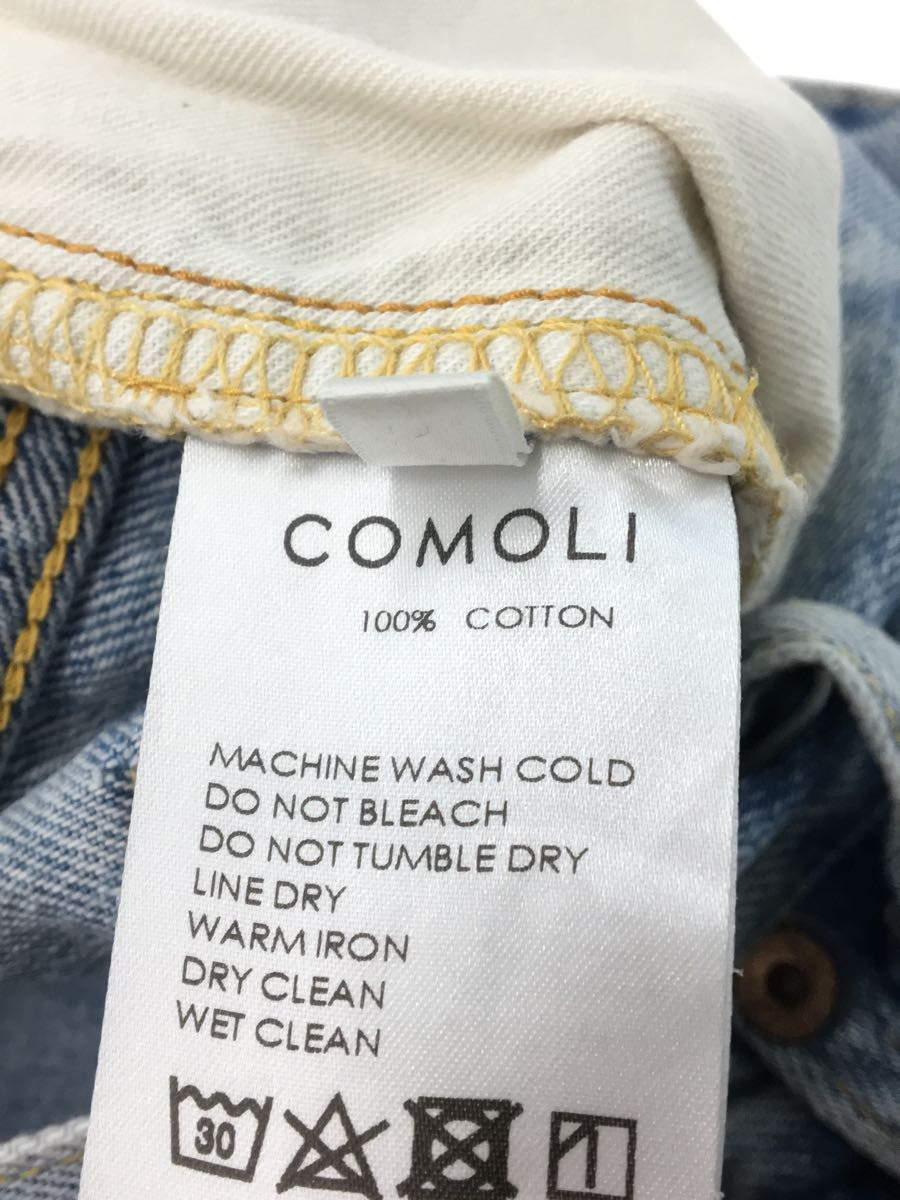 COMOLI
100% COTTON
MACHINE WASH COLD
DO NOT BLEACH
DO NOT TUMBLE DRY
LINE DRY
WARM IRON
DRY CLEAN
WET CLEAN
30